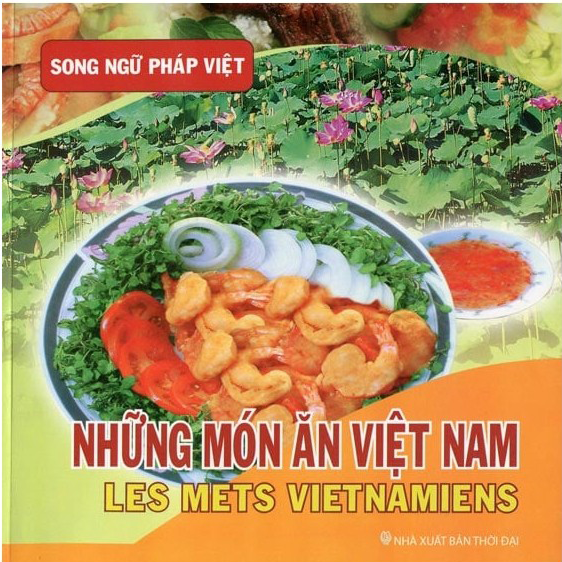 SONG NGỮ PHÁP VIỆT
NHỮNG MÓN ĂN VIỆT NAM
LES METS VIETNAMIENS
NHÀ XUẤT BẢN THỜI ĐẠI